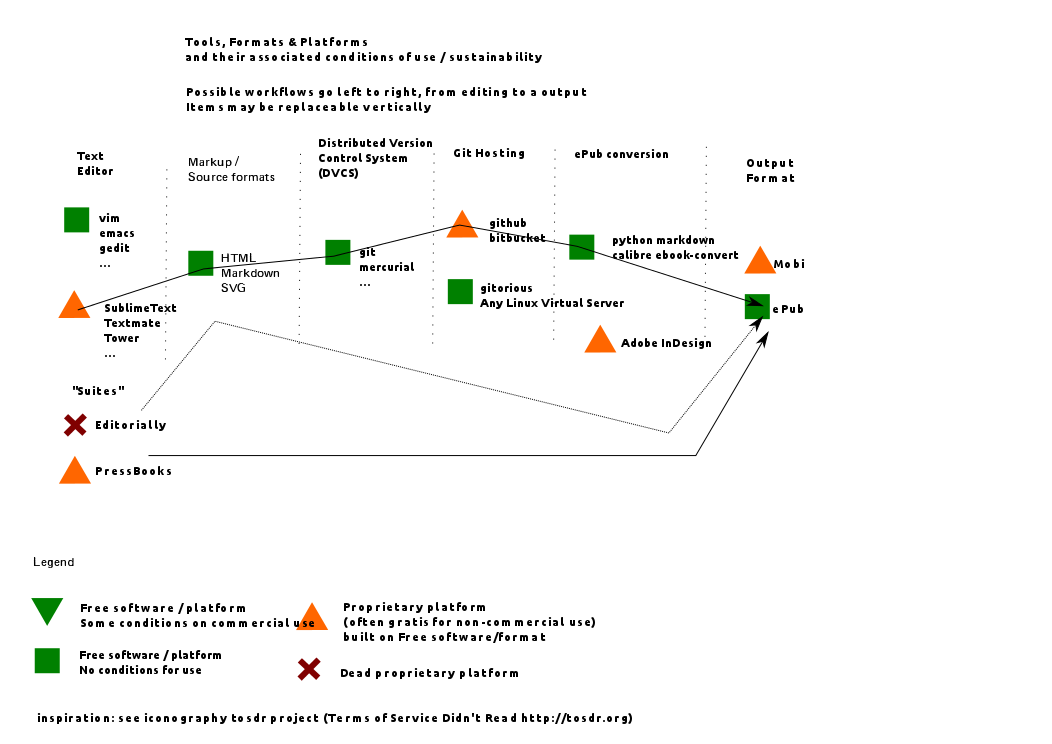 Tools, Formats & Platforms
and their associated conditions of use / sustainability
Possible workflows go left to right, from editing to a output
Items may be replaceable vertically
Text
Editor
Markup /
Source formats
Distributed Version
Control System
(DVCS)
Git Hosting
ePub conversion
Output
Format
vim
emacs
gedit
...
HTML
Markdown
SVG
git
mercurial
...
github
bitbucket
gitorious
Any Linux Virtual Server
python markdown
calibre ebook-convert
Adobe InDesign
Mobi
ePub
SublimeText
Textmate
Tower
...
"Suites"
Editorially
PressBooks
Legend
Free software / platform
Some conditions on commercial use
Proprietary platform
(often gratis for non-commercial use)
built on Free software/format
Free software / platform
No conditions for use
Dead proprietary platform
inspiration: see iconography tosdr project (Terms of Service Didn't Read http://tosdr.org)